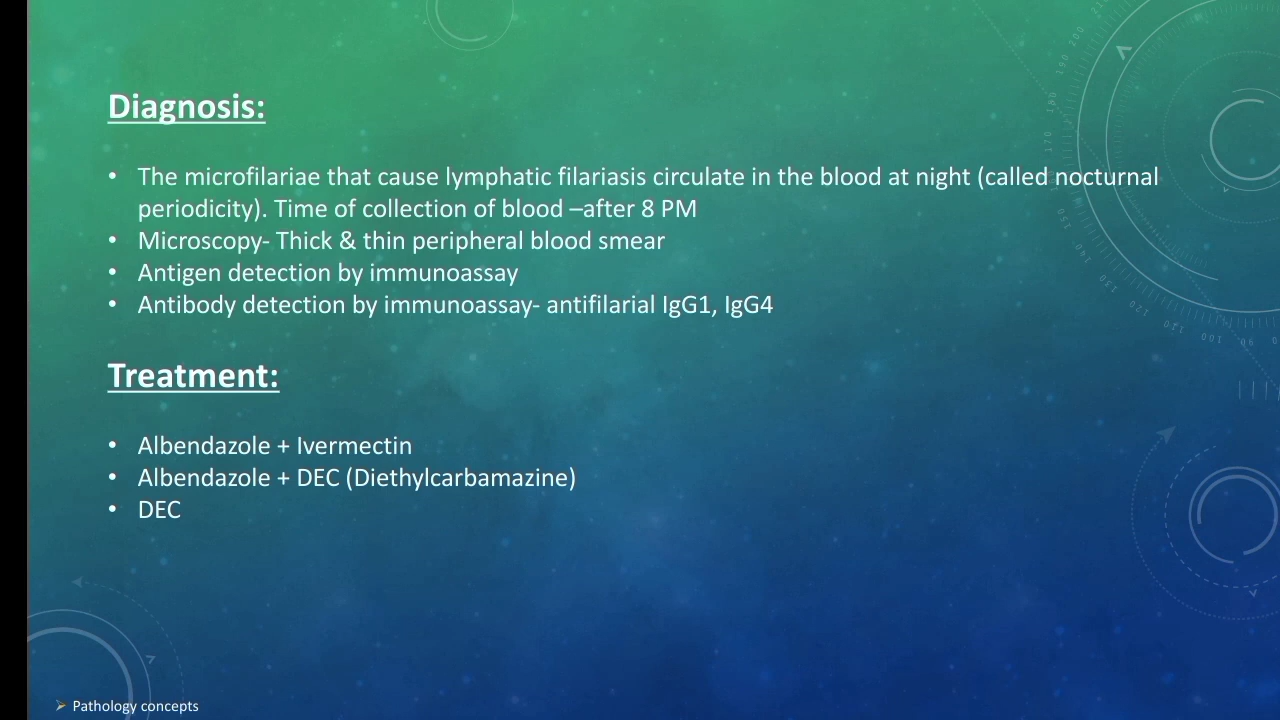 Diagnosis:
• The microfilariae that cause lymphatic filariasis circulate in the blood at night (called nocturnal
periodicity). Time of collection of blood –after 8 PM
• Microscopy- Thick & thin peripheral blood smear
• Antigen detection by immunoassay
• Antibody detection by immunoassay- antifilarial IgG1, IgG4
Treatment:
• Albendazole + Ivermectin
• Albendazole + DEC (Diethylcarbamazine)
• DEC
➢ Pathology concepts